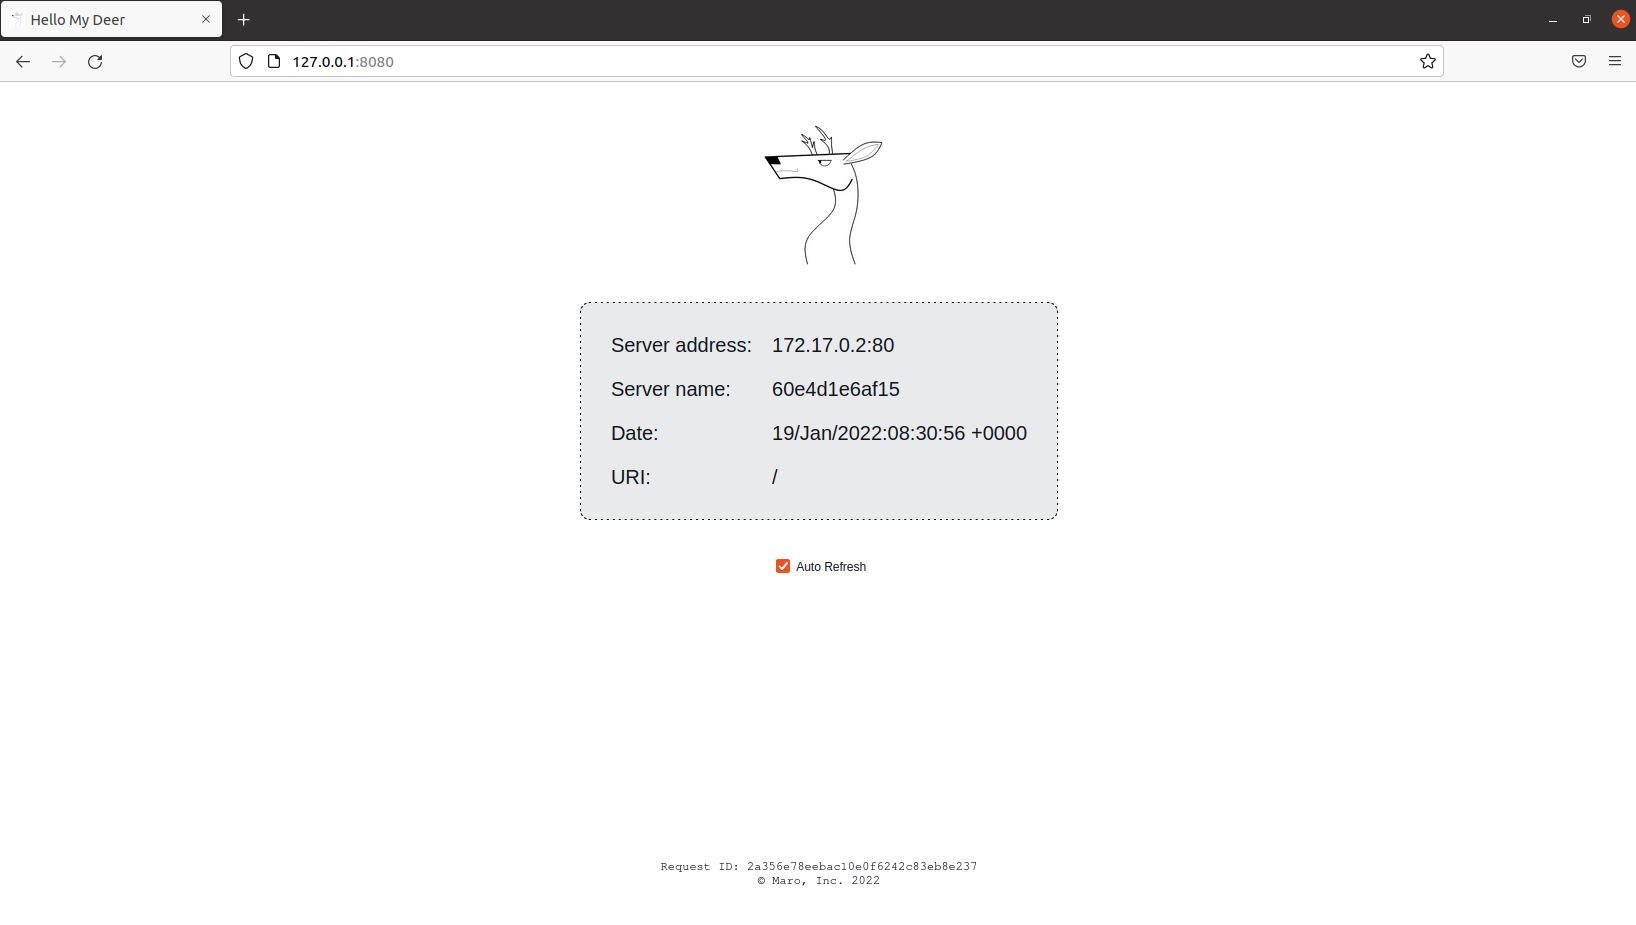 Hello My Deer
127.0.0.1:8080
Server address: 172.17.0.2:80
Server name: 60e4d1e6af15
Date: 19/Jan/2022:08:30:56 +0000
URI: /
Auto Refresh
Request ID: 2a356e78eebac10e0f6242c83eb8e237
© Maro, Inc. 2022